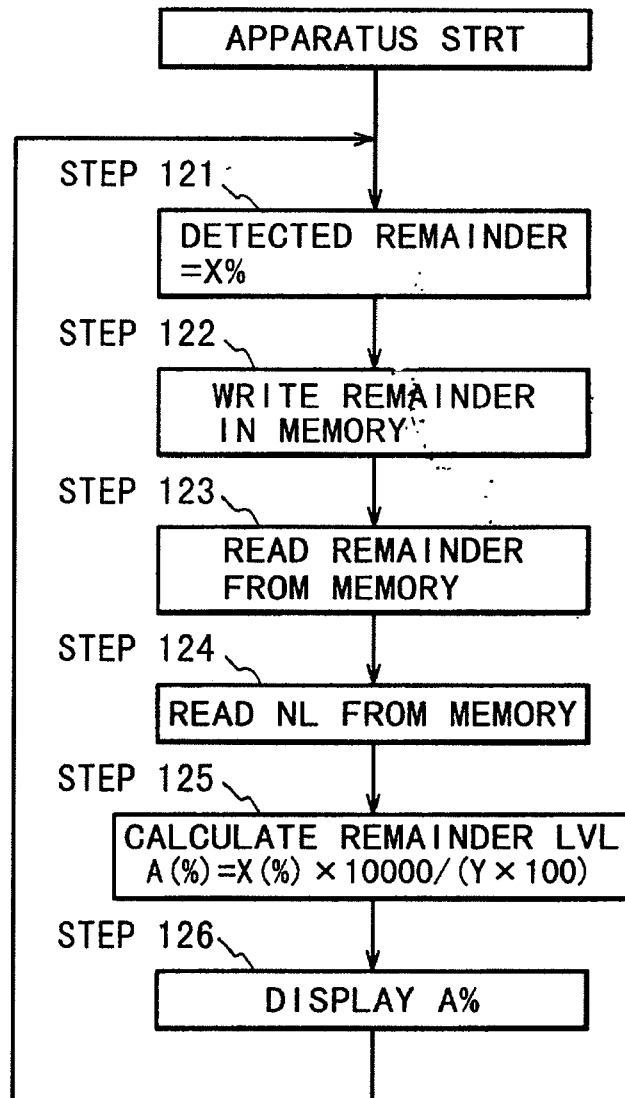 APPARATUS STRT
STEP 121
DETECTED REMAINDER
=X%
STEP 122
WRITE REMAINDER
IN MEMORY
STEP 123
READ REMAINDER
FROM MEMORY
STEP 124
READ NL FROM MEMORY
STEP 125
CALCULATE REMAINDER LVL
A(%)=X(%)×10000/(Y×100)
STEP 126
DISPLAY A%